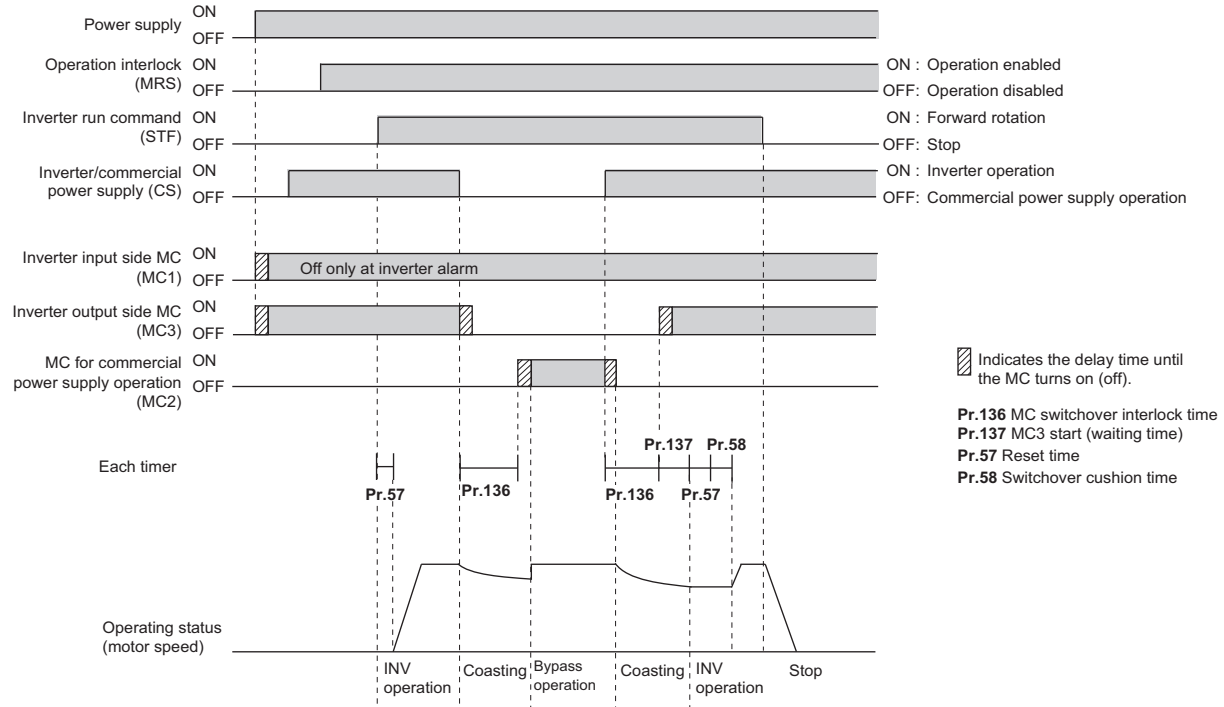 Power supply
ON
OFF
Operation interlock
(MRS)
ON
OFF
ON : Operation enabled
OFF: Operation disabled
Inverter run command
(STF)
ON
OFF
ON : Forward rotation
OFF: Stop
Inverter/commercial
power supply (CS)
ON
OFF
ON : Inverter operation
OFF: Commercial power supply operation
Inverter input side MC
(MC1)
ON
OFF
Off only at inverter alarm
Inverter output side MC
(MC3)
ON
OFF
MC for commercial
power supply operation
(MC2)
ON
OFF
Indicates the delay time until
the MC turns on (off).
Pr.136 MC switchover interlock time
Pr.137 MC3 start (waiting time)
Pr.57 Reset time
Pr.58 Switchover cushion time
Each timer
Pr.57
Pr.136
Pr.137
Pr.58
Pr.136
Pr.57
Operating status
(motor speed)
INV
operation
Coasting
Bypass
operation
Coasting
INV
operation
Stop